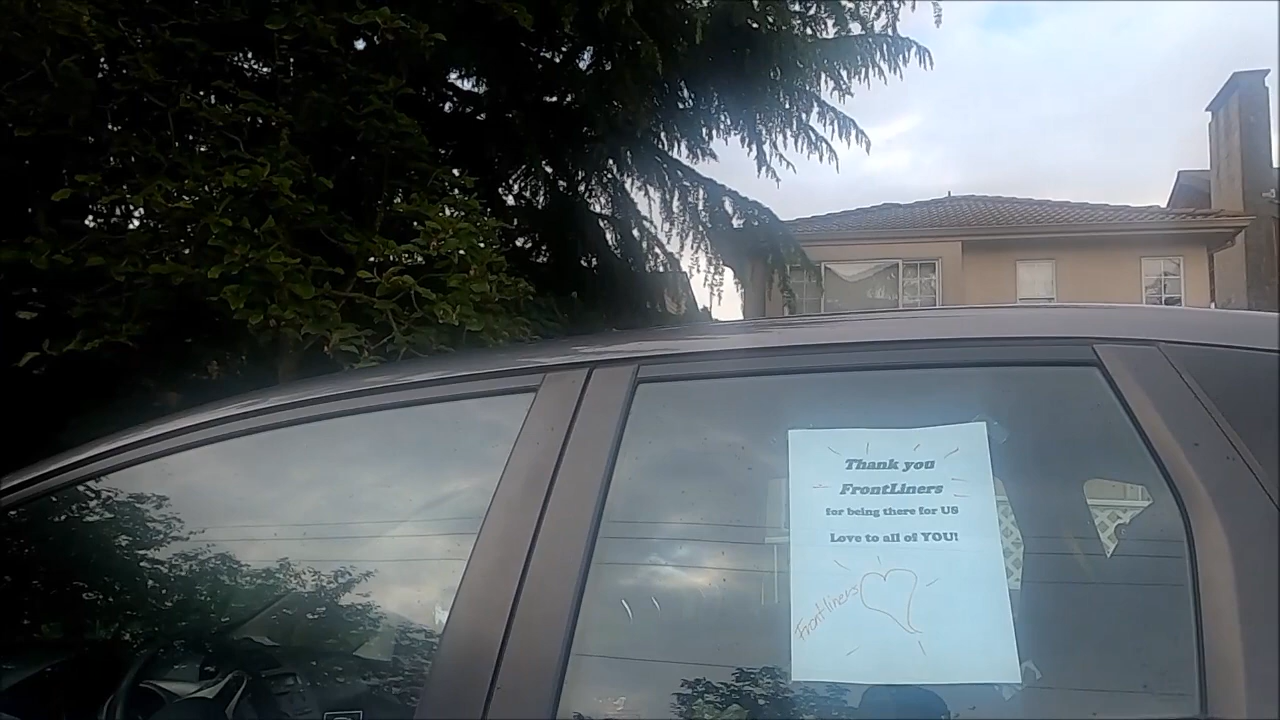 Thank you
FrontLiners
for being there for US
Love to all of YOU!
Frontliners